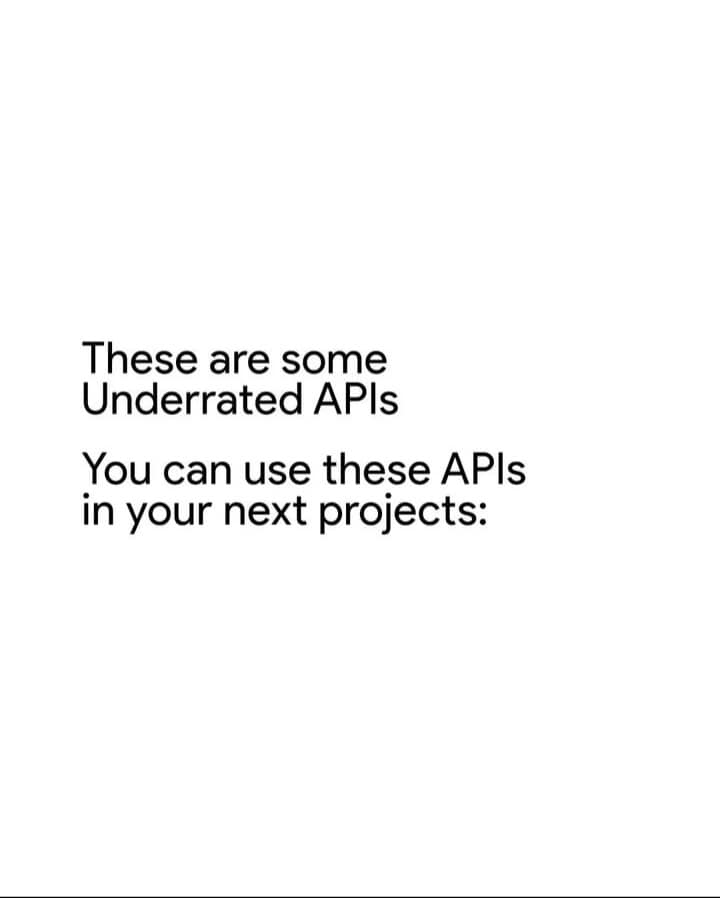 These are some
Underrated APIs
You can use these APIs
in your next projects: